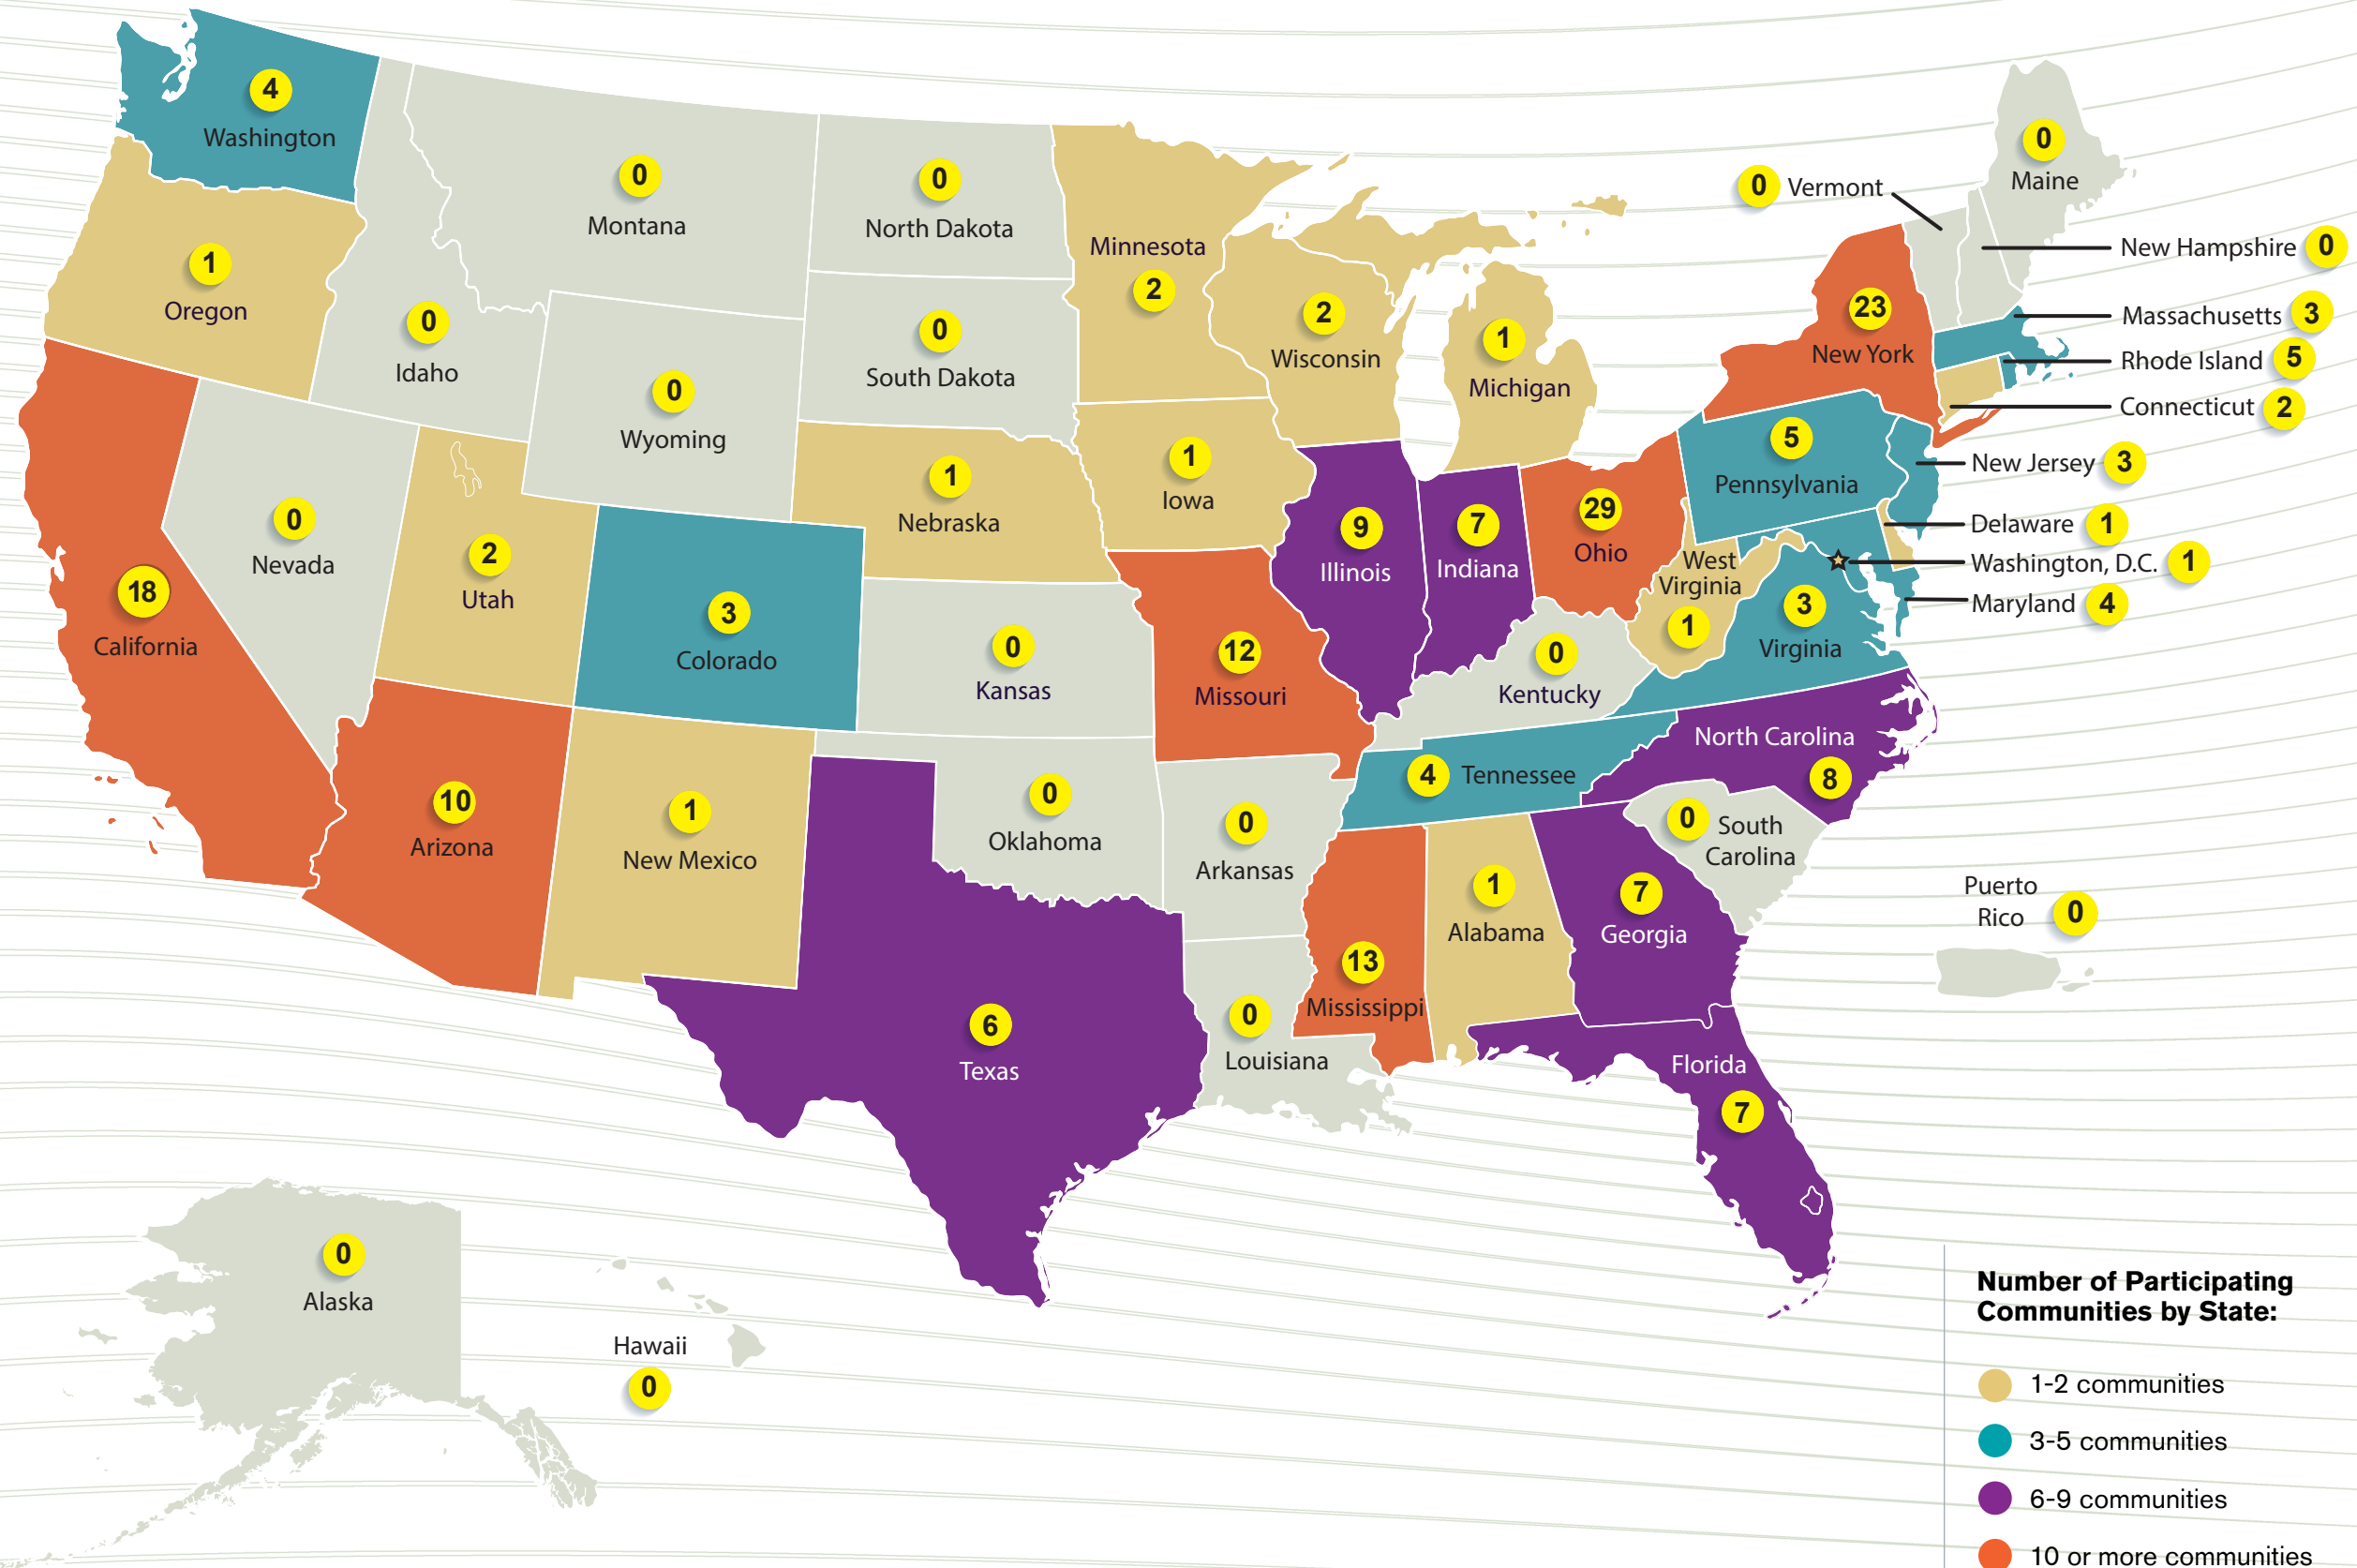 4
Washington
0
Montana
0
North Dakota
Minnesota
2
0
Maine
0 Vermont
New Hampshire 0
1
Oregon
0
Idaho
0
South Dakota
2
Wisconsin
1
Michigan
23
New York
Massachusetts 3
Rhode Island 5
Connecticut 2
0
Wyoming
1
Nebraska
1
Iowa
5
Pennsylvania
New Jersey 3
0
Nevada
2
Utah
9
Illinois
7
Indiana
29
Ohio
Delaware 1
West
Virginia
1
Washington, D.C. 1
Maryland 4
18
California
3
Colorado
0
Kansas
12
Missouri
0
Kentucky
3
Virginia
North Carolina
8
10
Arizona
1
New Mexico
0
Oklahoma
0
Arkansas
4 Tennessee
0 South
Carolina
1
Alabama
7
Georgia
Puerto
Rico 0
6
Texas
0
Louisiana
13
Mississippi
Florida
7
0
Alaska
Hawaii
0
Number of Participating
Communities by State:
1-2 communities
3-5 communities
6-9 communities
10 or more communities